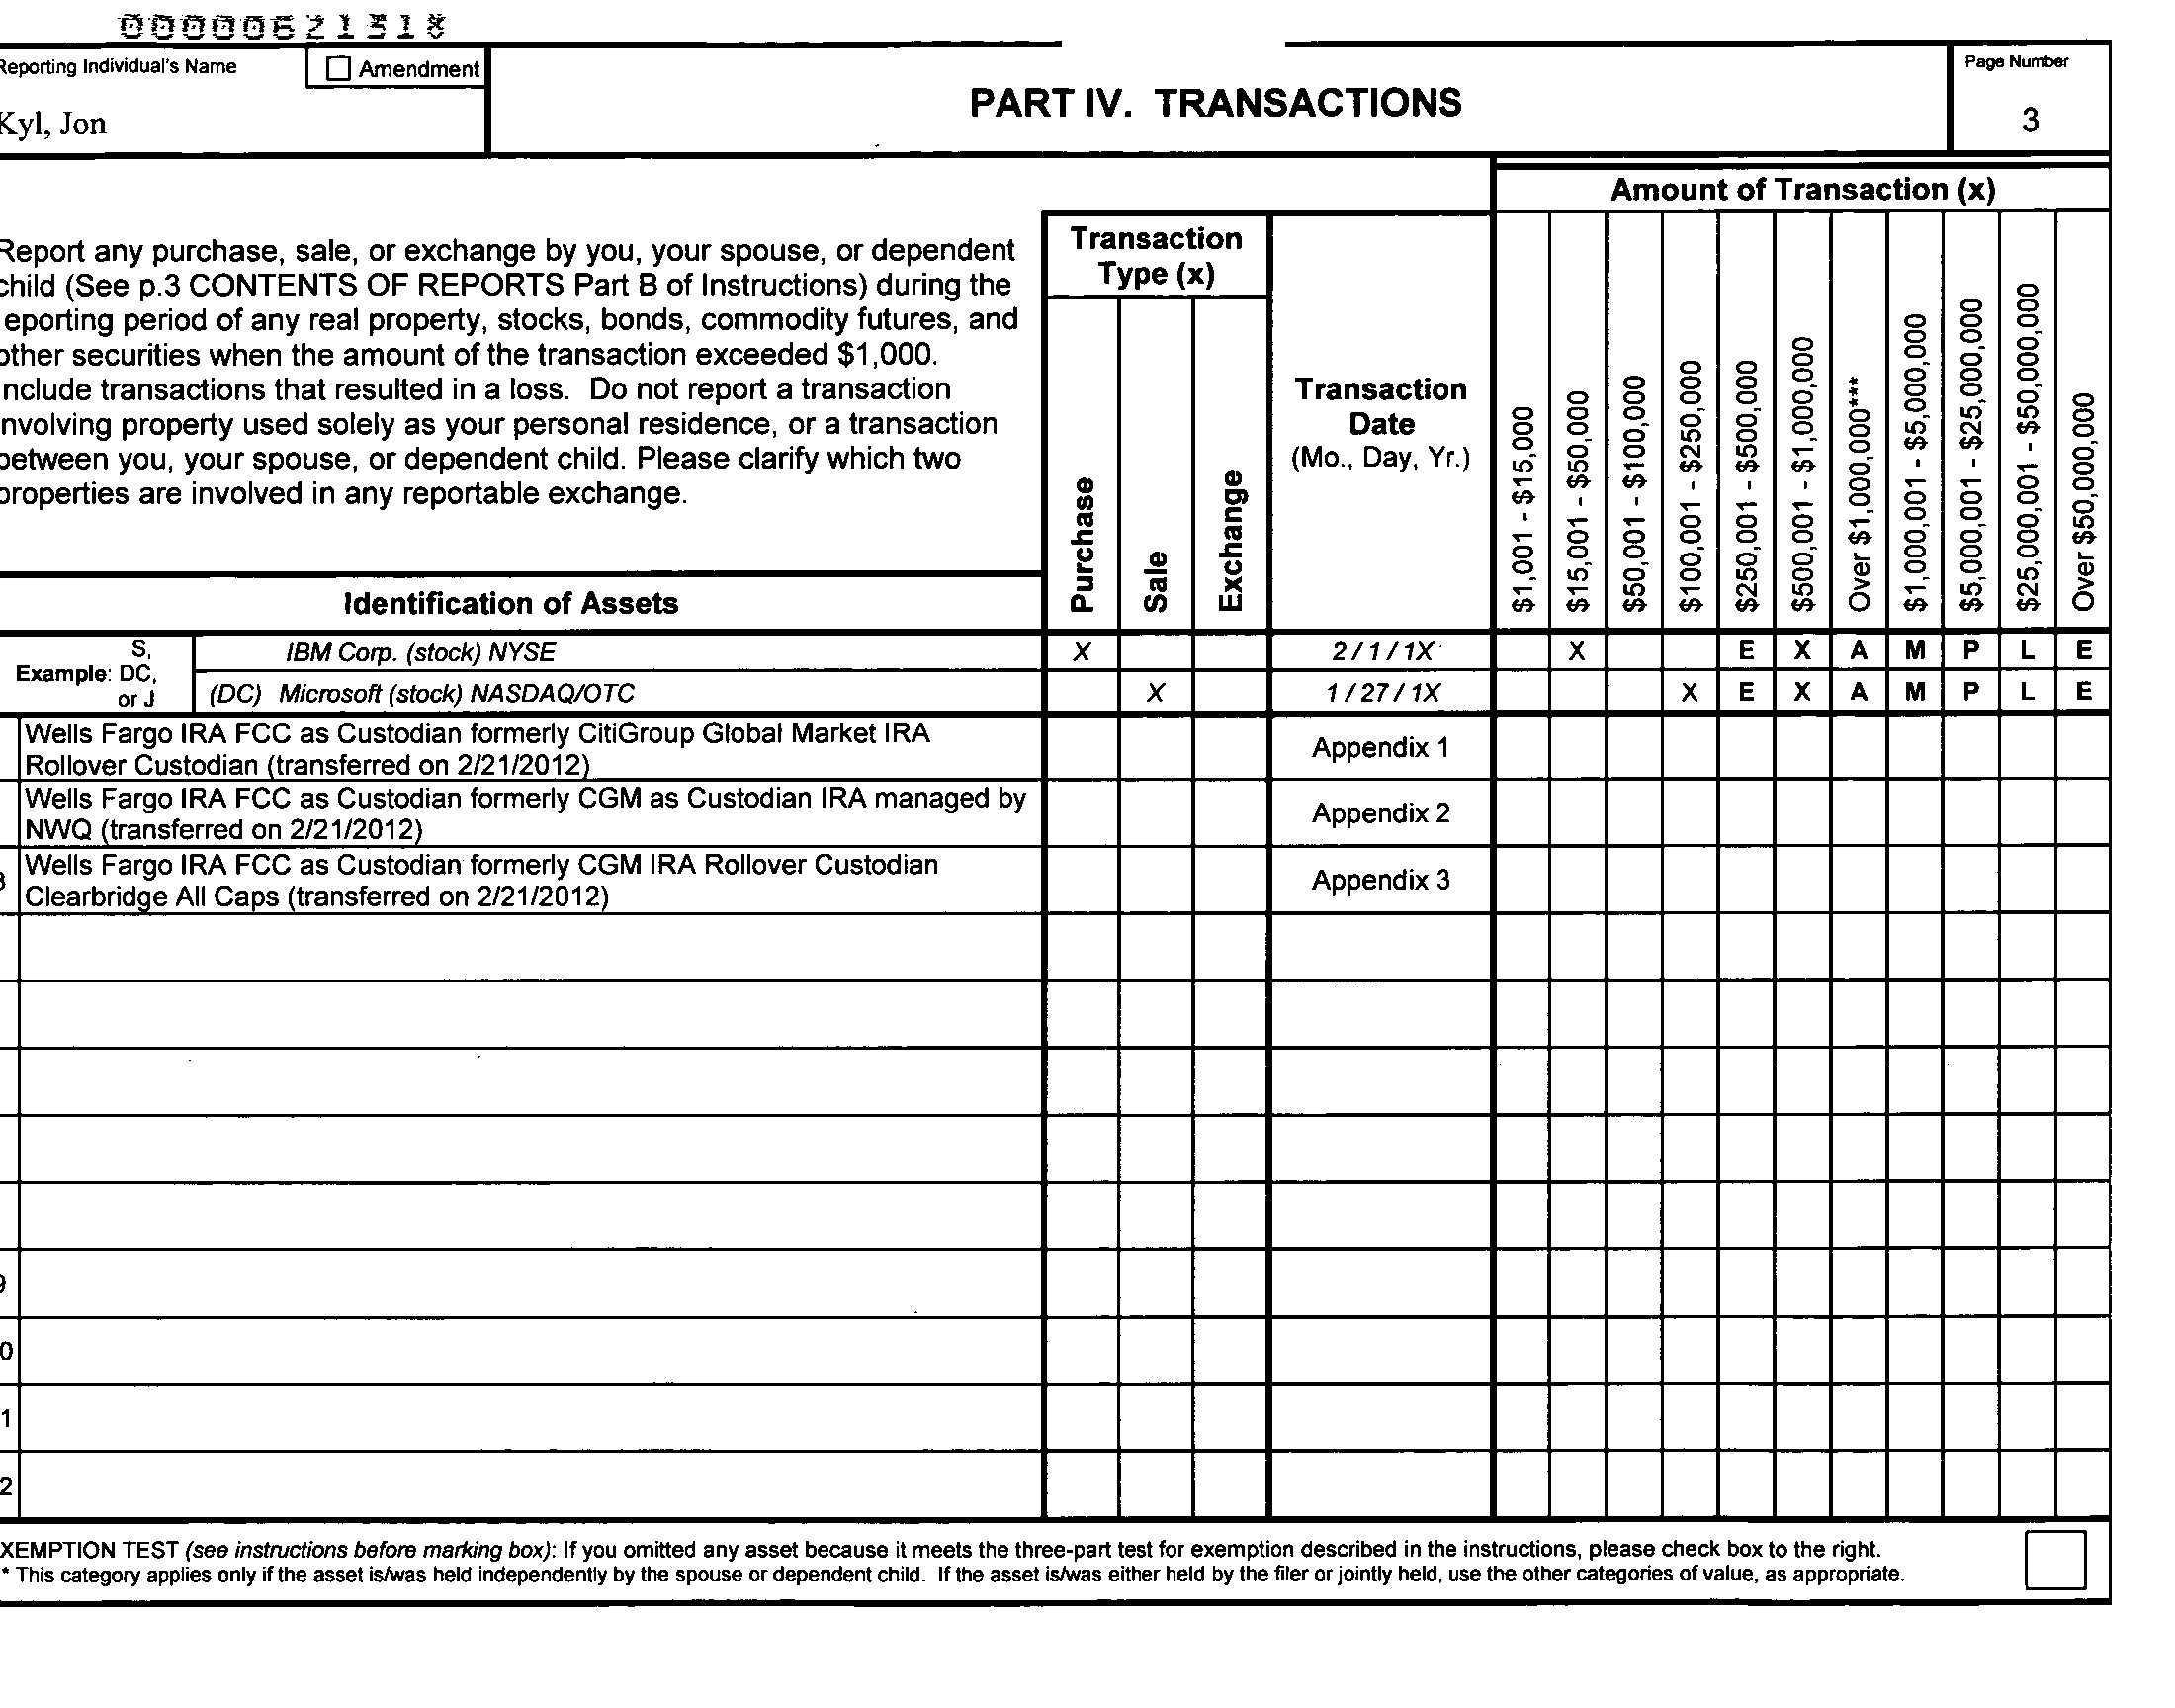 00000621318
Reporting Individual's Name
Amendment
Kyl, Jon
PART IV. TRANSACTIONS
Page Number
3
Amount of Transaction (x)
Report any purchase, sale, or exchange by you, your spouse, or dependent
child (See p.3 CONTENTS OF REPORTS Part B of Instructions) during the
eporting period of any real property, stocks, bonds, commodity futures, and
other securities when the amount of the transaction exceeded $1,000.
nclude transactions that resulted in a loss. Do not report a transaction
nvolving property used solely as your personal residence, or a transaction
between you, your spouse, or dependent child. Please clarify which two
properties are involved in any reportable exchange.
Transaction
Type (x)
Purchase
Sale
Exchange
Transaction
Date
(Mo., Day, Yr.)
$1,001 - $15,000
$15,001 - $50,000
$50,001 - $100,000
$100,001 - $250,000
$250,001 - $500,000
$500,001 - $1,000,000
Over $1,000,000***
$1,000,001 - $5,000,000
$5,000,001 - $25,000,000
$25,000,001 - $50,000,000
Over $50,000,000
Identification of Assets
Example: S, DC, or J
IBM Corp. (stock) NYSE X 2 / 1 / 1X X E X A M P L E
(DC) Microsoft (stock) NASDAQ/OTC X 1 / 27 / 1X X E X A M P L E
Wells Fargo IRA FCC as Custodian formerly CitiGroup Global Market IRA
Rollover Custodian (transferred on 2/21/2012)
Appendix 1
Wells Fargo IRA FCC as Custodian formerly CGM as Custodian IRA managed by
NWQ (transferred on 2/21/2012)
Appendix 2
3
Wells Fargo IRA FCC as Custodian formerly CGM IRA Rollover Custodian
Clearbridge All Caps (transferred on 2/21/2012)
Appendix 3
9
0
1
2
XEMPTION TEST (see instructions before marking box): If you omitted any asset because it meets the three-part test for exemption described in the instructions, please check box to the right.
* This category applies only if the asset is/was held independently by the spouse or dependent child. If the asset is/was either held by the filer or jointly held, use the other categories of value, as appropriate.